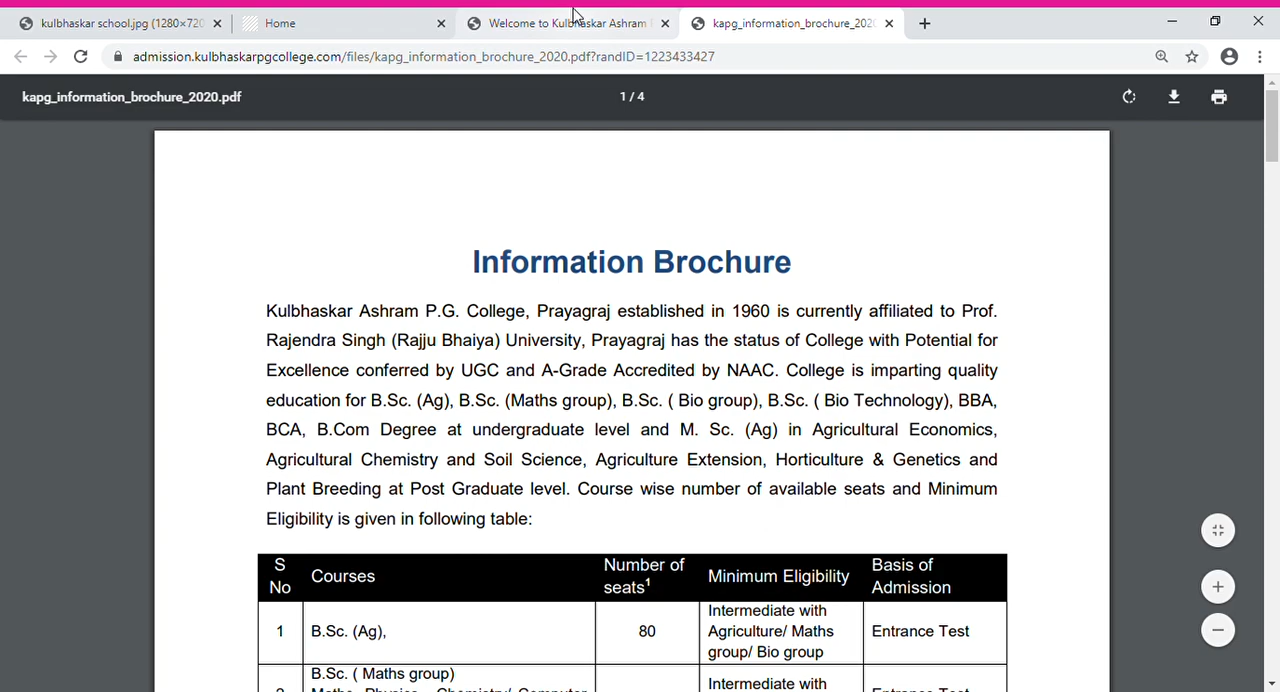 kulbhaskar school.jpg (1280×720
Home
Welcome to Kulbhaskar Ashram
kapg_information_brochure_202
admission.kulbhaskarpgcollege.com/files/kapg_information_brochure_2020.pdf?randID=1223433427
kapg_information_brochure_2020.pdf
1 / 4
Information Brochure
Kulbhaskar Ashram P.G. College, Prayagraj established in 1960 is currently affiliated to Prof.
Rajendra Singh (Rajju Bhaiya) University, Prayagraj has the status of College with Potential for
Excellence conferred by UGC and A-Grade Accredited by NAAC. College is imparting quality
education for B.Sc. (Ag), B.Sc. (Maths group), B.Sc. ( Bio group), B.Sc. ( Bio Technology), BBA,
BCA, B.Com Degree at undergraduate level and M. Sc. (Ag) in Agricultural Economics,
Agricultural Chemistry and Soil Science, Agriculture Extension, Horticulture & Genetics and
Plant Breeding at Post Graduate level. Course wise number of available seats and Minimum
Eligibility is given in following table:
S No
Courses
Number of seats¹
Minimum Eligibility
Basis of Admission
1
B.Sc. (Ag),
80
Intermediate with
Agriculture/ Maths
group/ Bio group
Entrance Test
B.Sc. ( Maths group)
Intermediate with